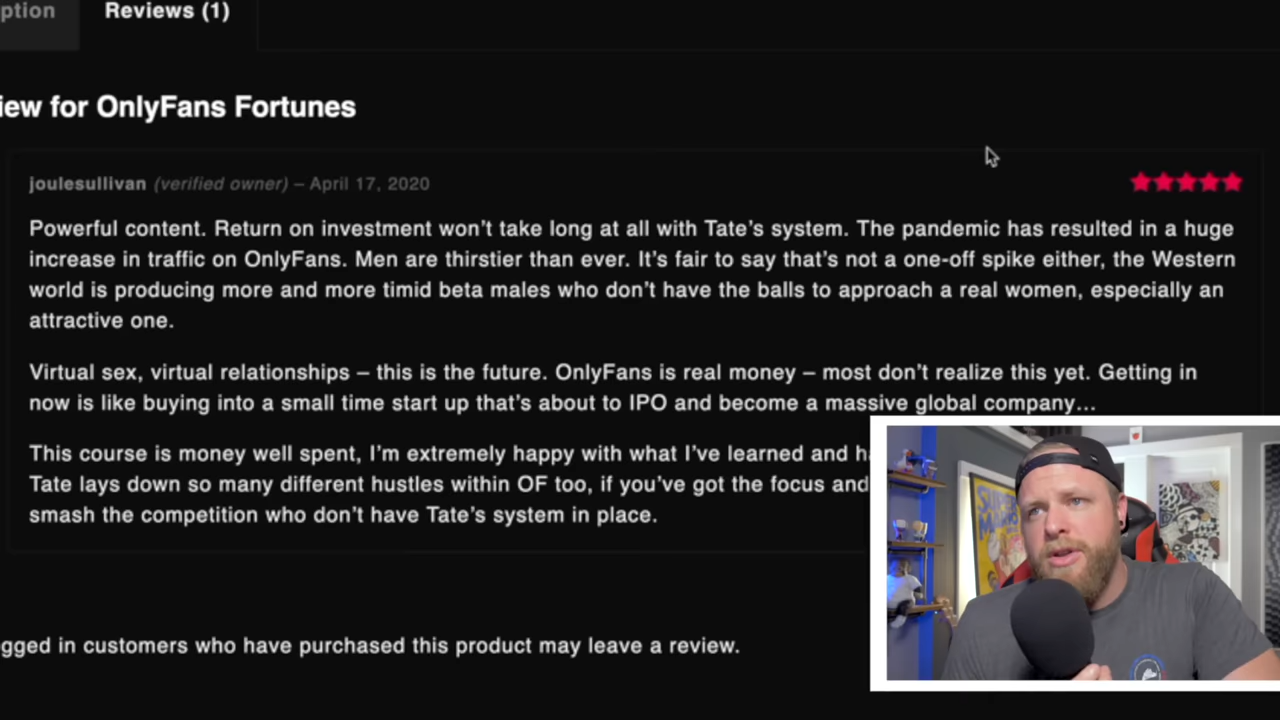 ption
Reviews (1)
iew for OnlyFans Fortunes
joulesullivan (verified owner) – April 17, 2020
Powerful content. Return on investment won't take long at all with Tate's system. The pandemic has resulted in a huge
increase in traffic on OnlyFans. Men are thirstier than ever. It's fair to say that's not a one-off spike either, the Western
world is producing more and more timid beta males who don't have the balls to approach a real women, especially an
attractive one.
Virtual sex, virtual relationships – this is the future. OnlyFans is real money – most don't realize this yet. Getting in
now is like buying into a small time start up that's about to IPO and become a massive global company…
This course is money well spent, I'm extremely happy with what I've learned and
Tate lays down so many different hustles within OF too, if you've got the focus and
smash the competition who don't have Tate's system in place.
gged in customers who have purchased this product may leave a review.